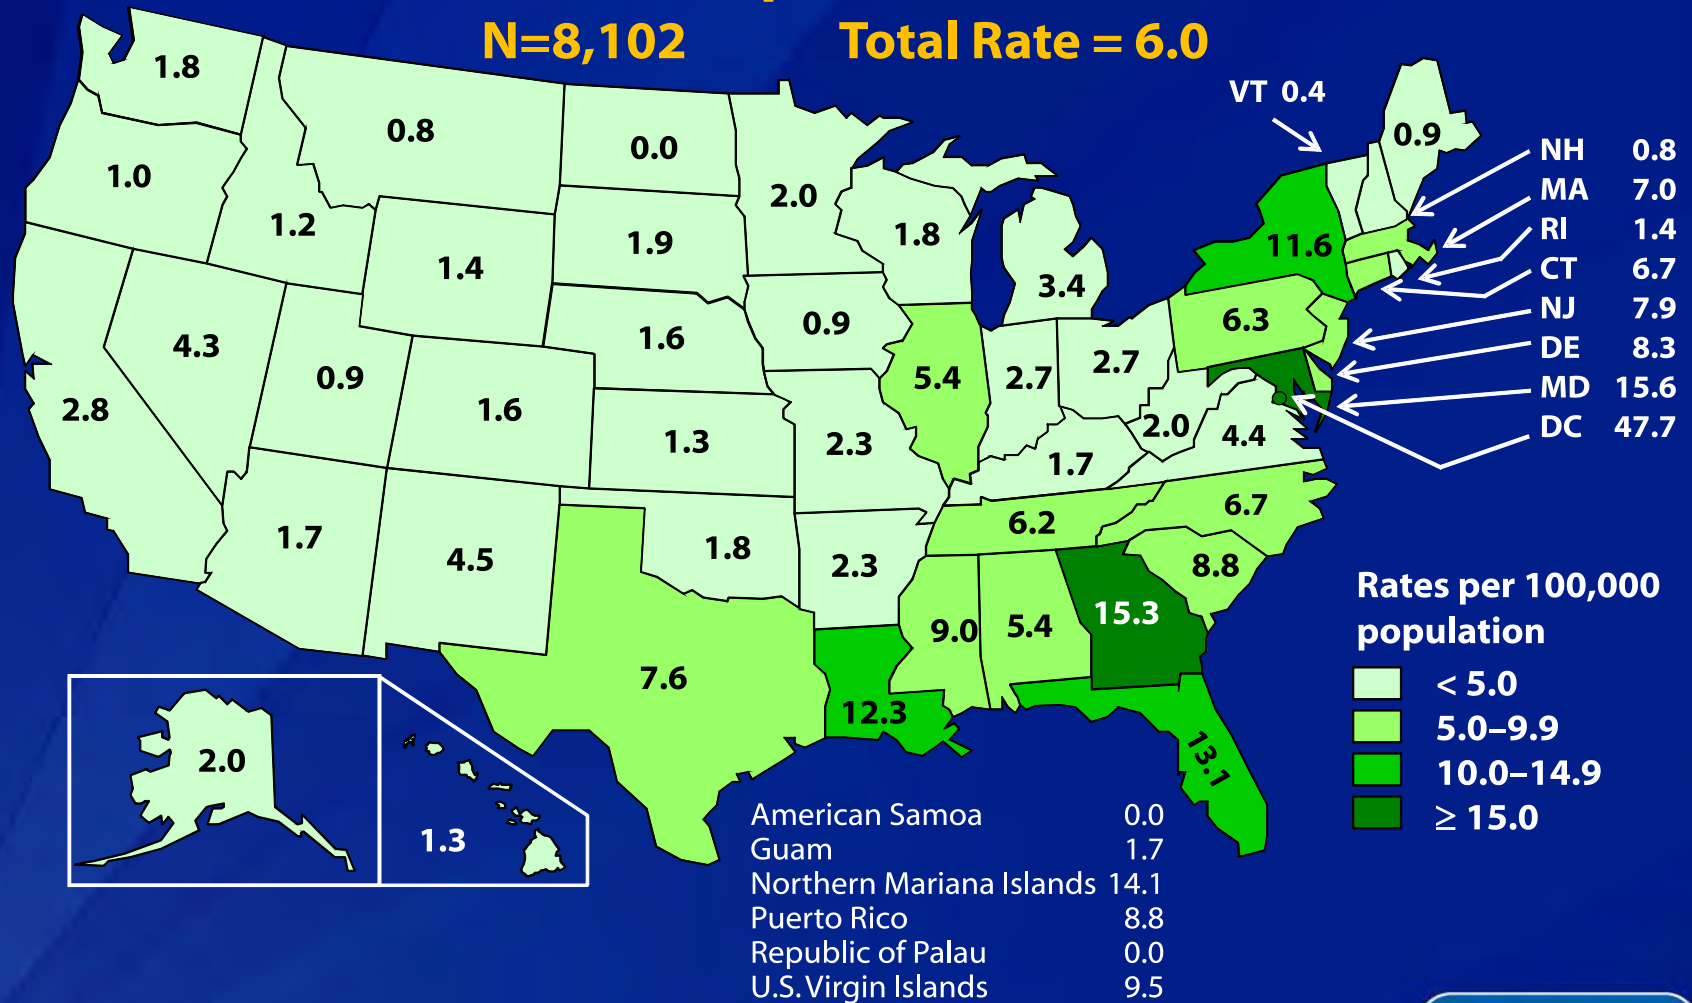 N=8,102 Total Rate = 6.0
1.8
0.8
0.0
2.0
1.0
1.2
1.4
1.9
1.8
3.4
VT 0.4
0.9
NH 0.8
MA 7.0
RI 1.4
CT 6.7
NJ 7.9
DE 8.3
MD 15.6
DC 47.7
11.6
6.3
4.3
0.9
1.6
1.6
0.9
5.4
2.7
2.7
2.8
1.3
2.3
1.7
2.0
4.4
1.7
4.5
1.8
2.3
6.2
6.7
8.8
7.6
12.3
9.0
5.4
15.3
13.1
2.0
1.3
Rates per 100,000
population
< 5.0
5.0–9.9
10.0–14.9
≥ 15.0
American Samoa 0.0
Guam 1.7
Northern Mariana Islands 14.1
Puerto Rico 8.8
Republic of Palau 0.0
U.S. Virgin Islands 9.5